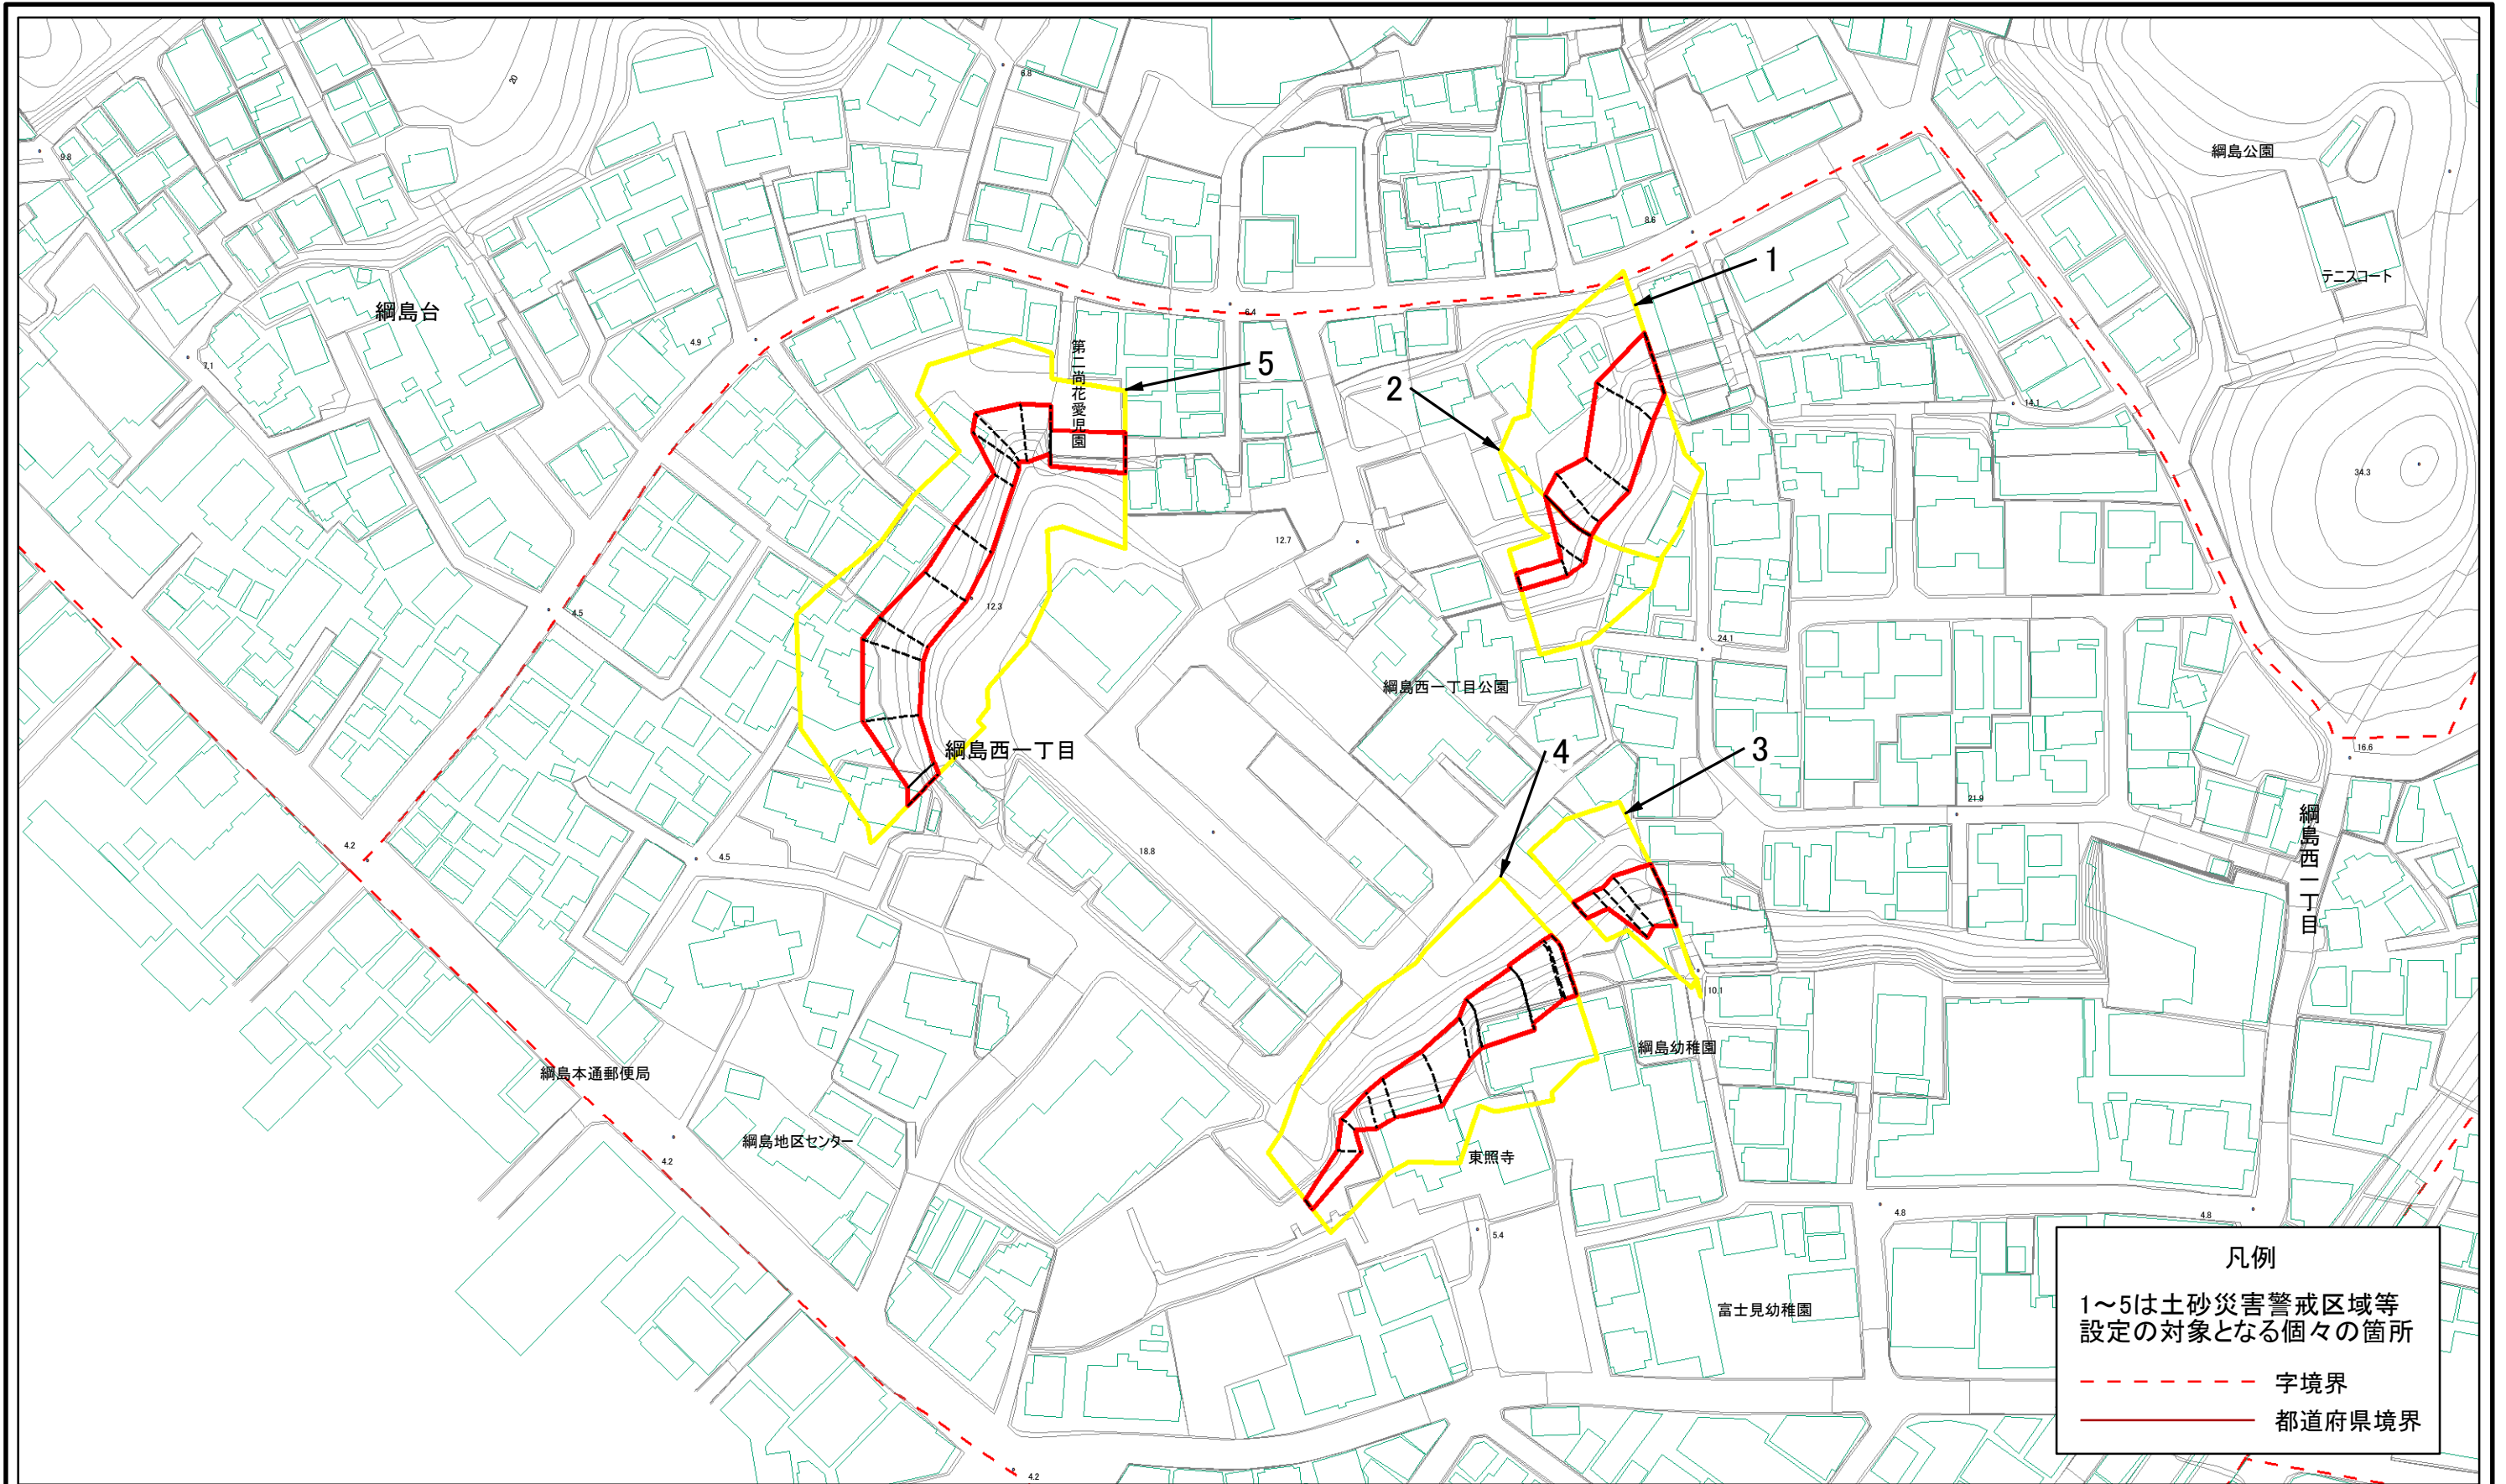 20
6.8
9.8
綱島公園
8.6
1
テニスコート
綱島台
6.4
4.9
7.1
第二尚花愛児園
5
2
14.1
34.3
12.7
12.3
4.5
24.1
綱島西一丁目公園
綱島西一丁目
4
3
16.6
21.9
綱島西一丁目
4.2
4.5
18.8
10.1
綱島幼稚園
綱島本通郵便局
綱島地区センター
4.2
東照寺
4.8
4.8
5.4
富士見幼稚園
4.2
凡例
1～5は土砂災害警戒区域等
設定の対象となる個々の箇所
字境界
都道府県境界